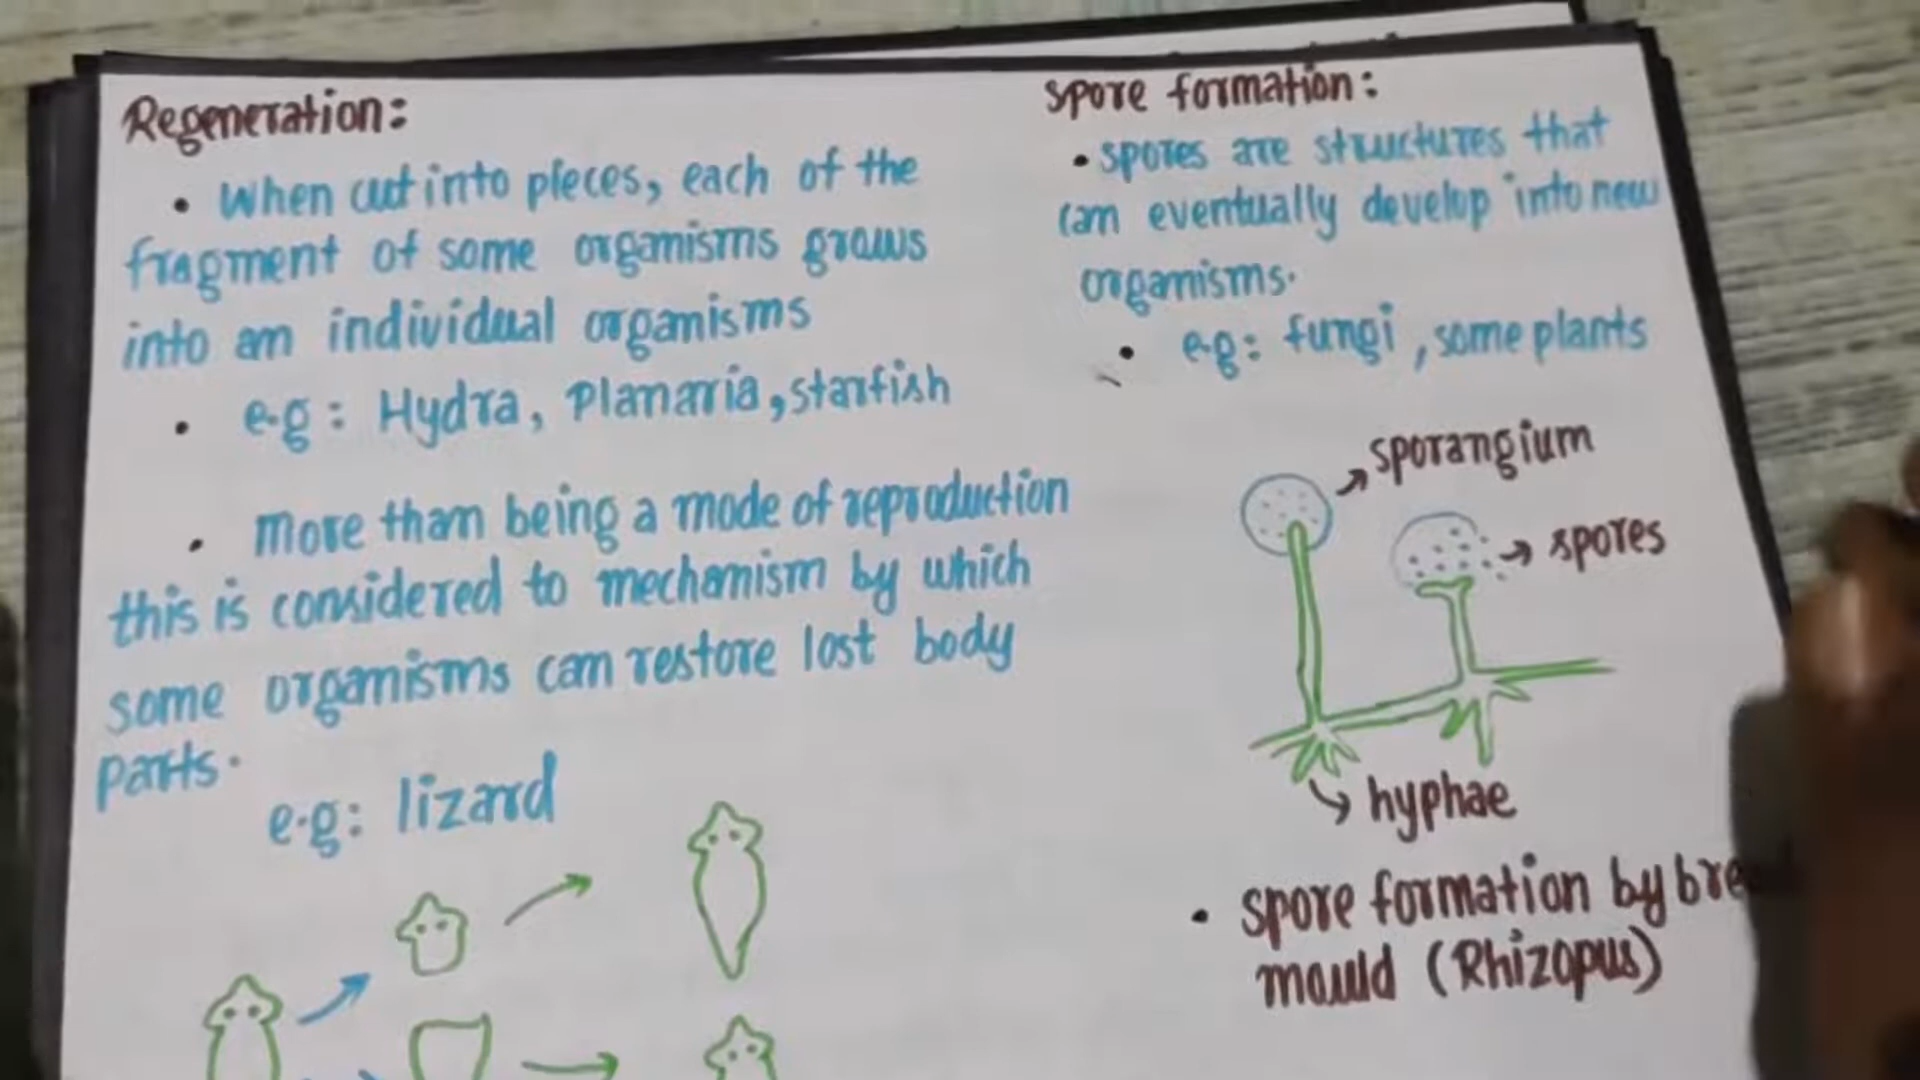 Regeneration:
• When cut into pieces, each of the
fragment of some organisms grows
into an individual organisms
• e.g: Hydra, Planaria, starfish
• More than being a mode of reproduction
this is considered to mechanism by which
some organisms can restore lost body
parts.
e.g: lizard
spore formation:
• spores are structures that
can eventually develop into new
organisms.
• e.g: fungi, some plants
sporangium
spores
hyphae
• spore formation by
mould (Rhizopus)